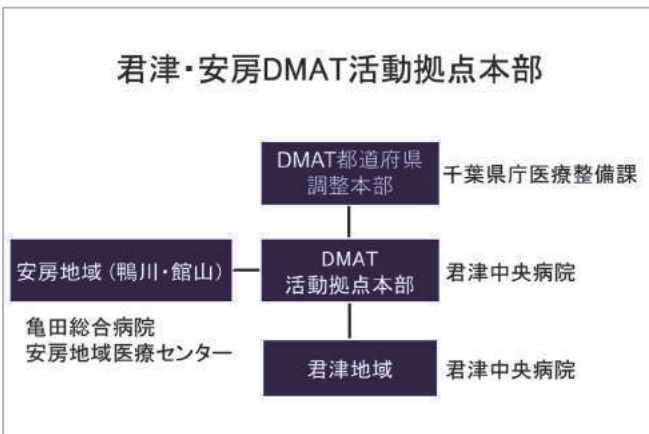 君津・安房DMAT活動拠点本部
DMAT都道府県
調整本部
千葉県庁医療整備課
安房地域（鴨川・館山）
DMAT
活動拠点本部
君津中央病院
亀田総合病院
安房地域医療センター
君津地域
君津中央病院